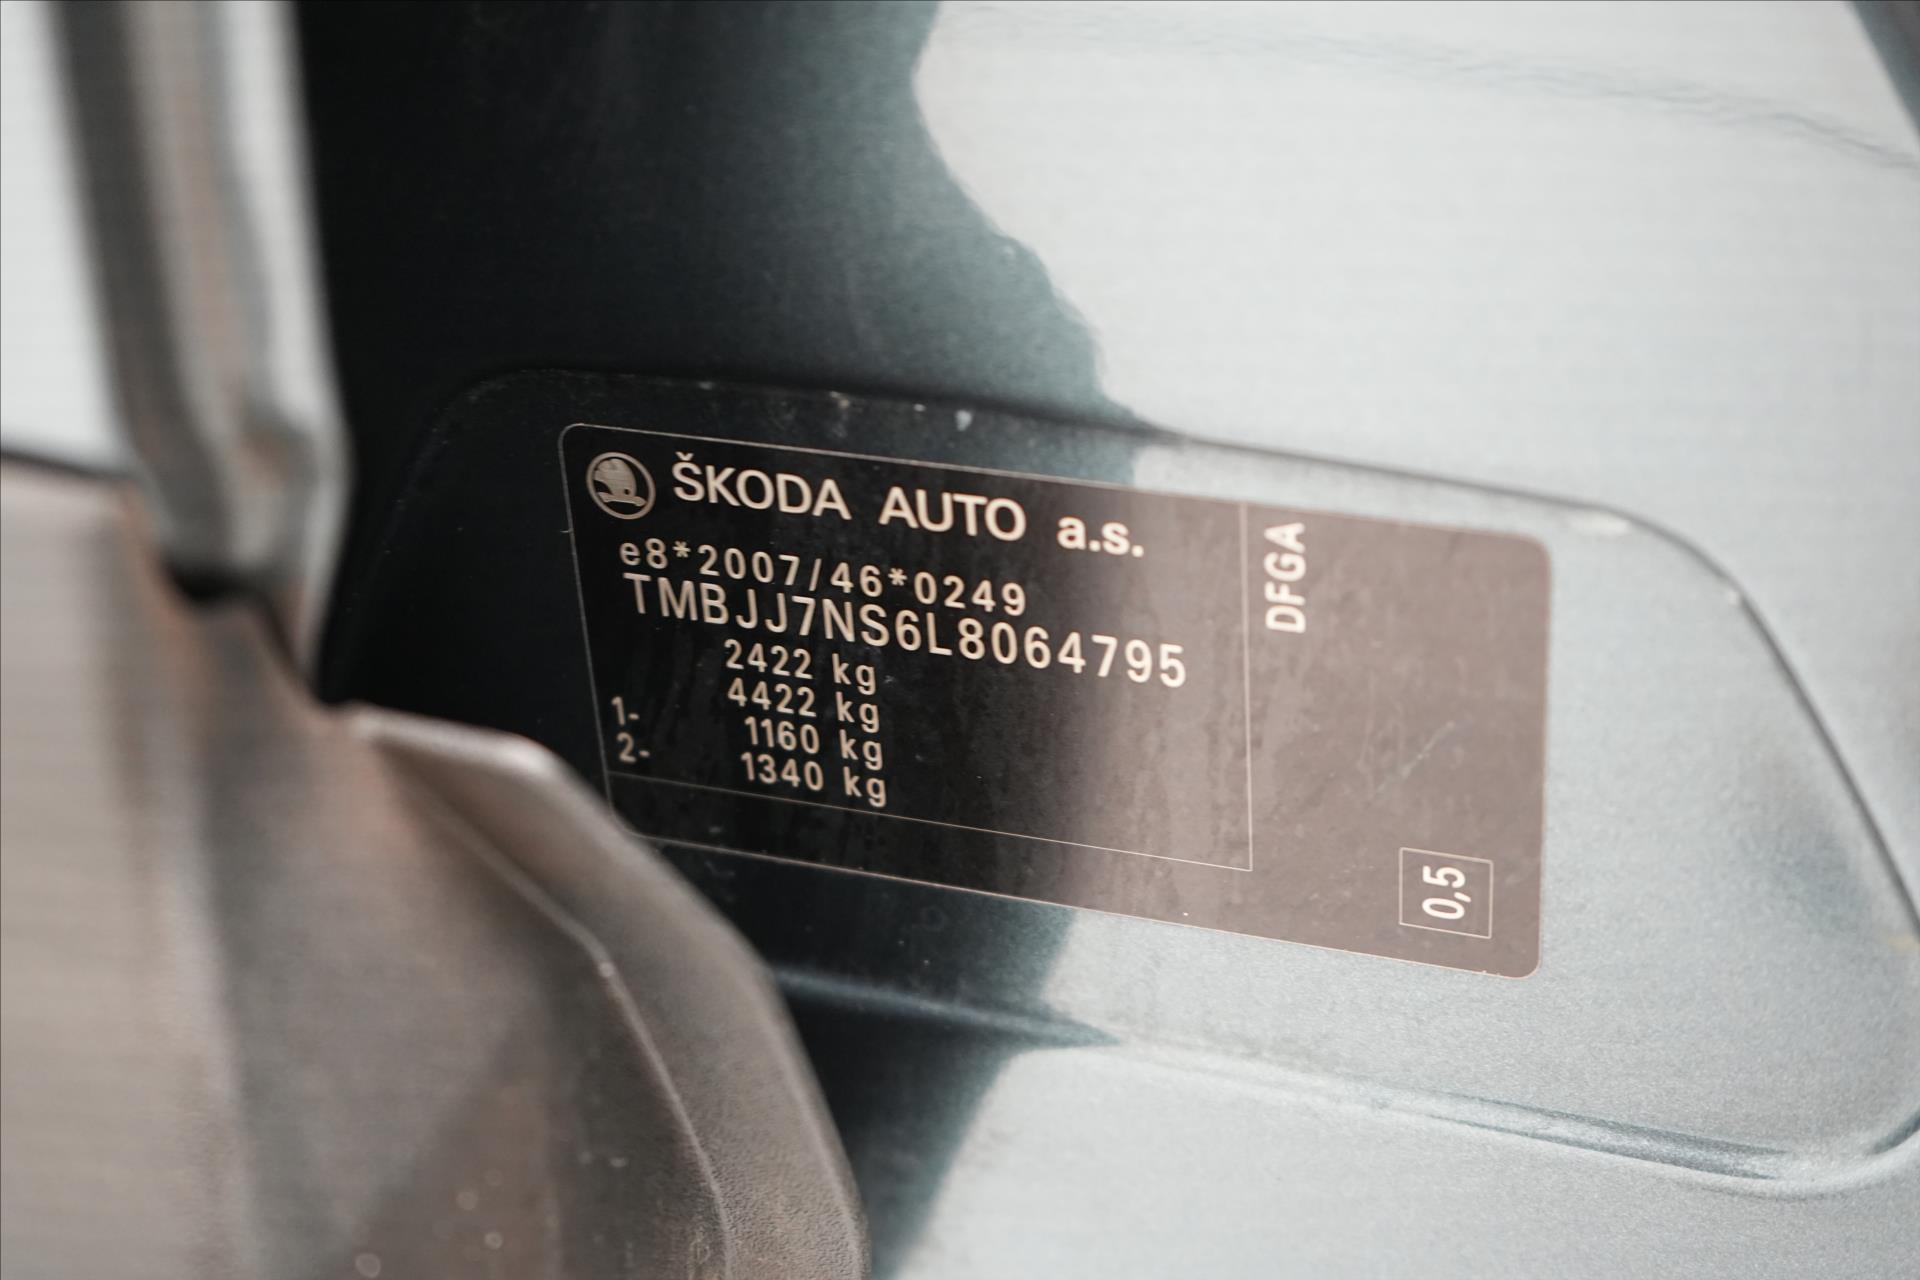 ŠKODA AUTO a.s.
e8*2007/46*0249
TMBJJ7NS6L8064795
2422 kg
4422 kg
1- 1160 kg
2- 1340 kg
DFGA
0,5